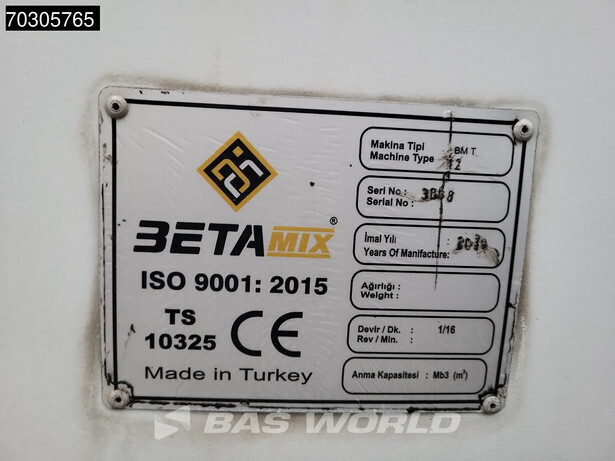 70305765
BETAMIX®
ISO 9001: 2015
TS
10325 CE
Made in Turkey
Makina Tipi
Machine Type
BM T
12
Seri No :
Serial No :
İmal Yılı
Years Of Manifacture:
Ağırlığı :
Weight :
Devir / Dk. : 1/16
Rev / Min. :
Anma Kapasitesi : Mb3 (m³)
BAS WORLD